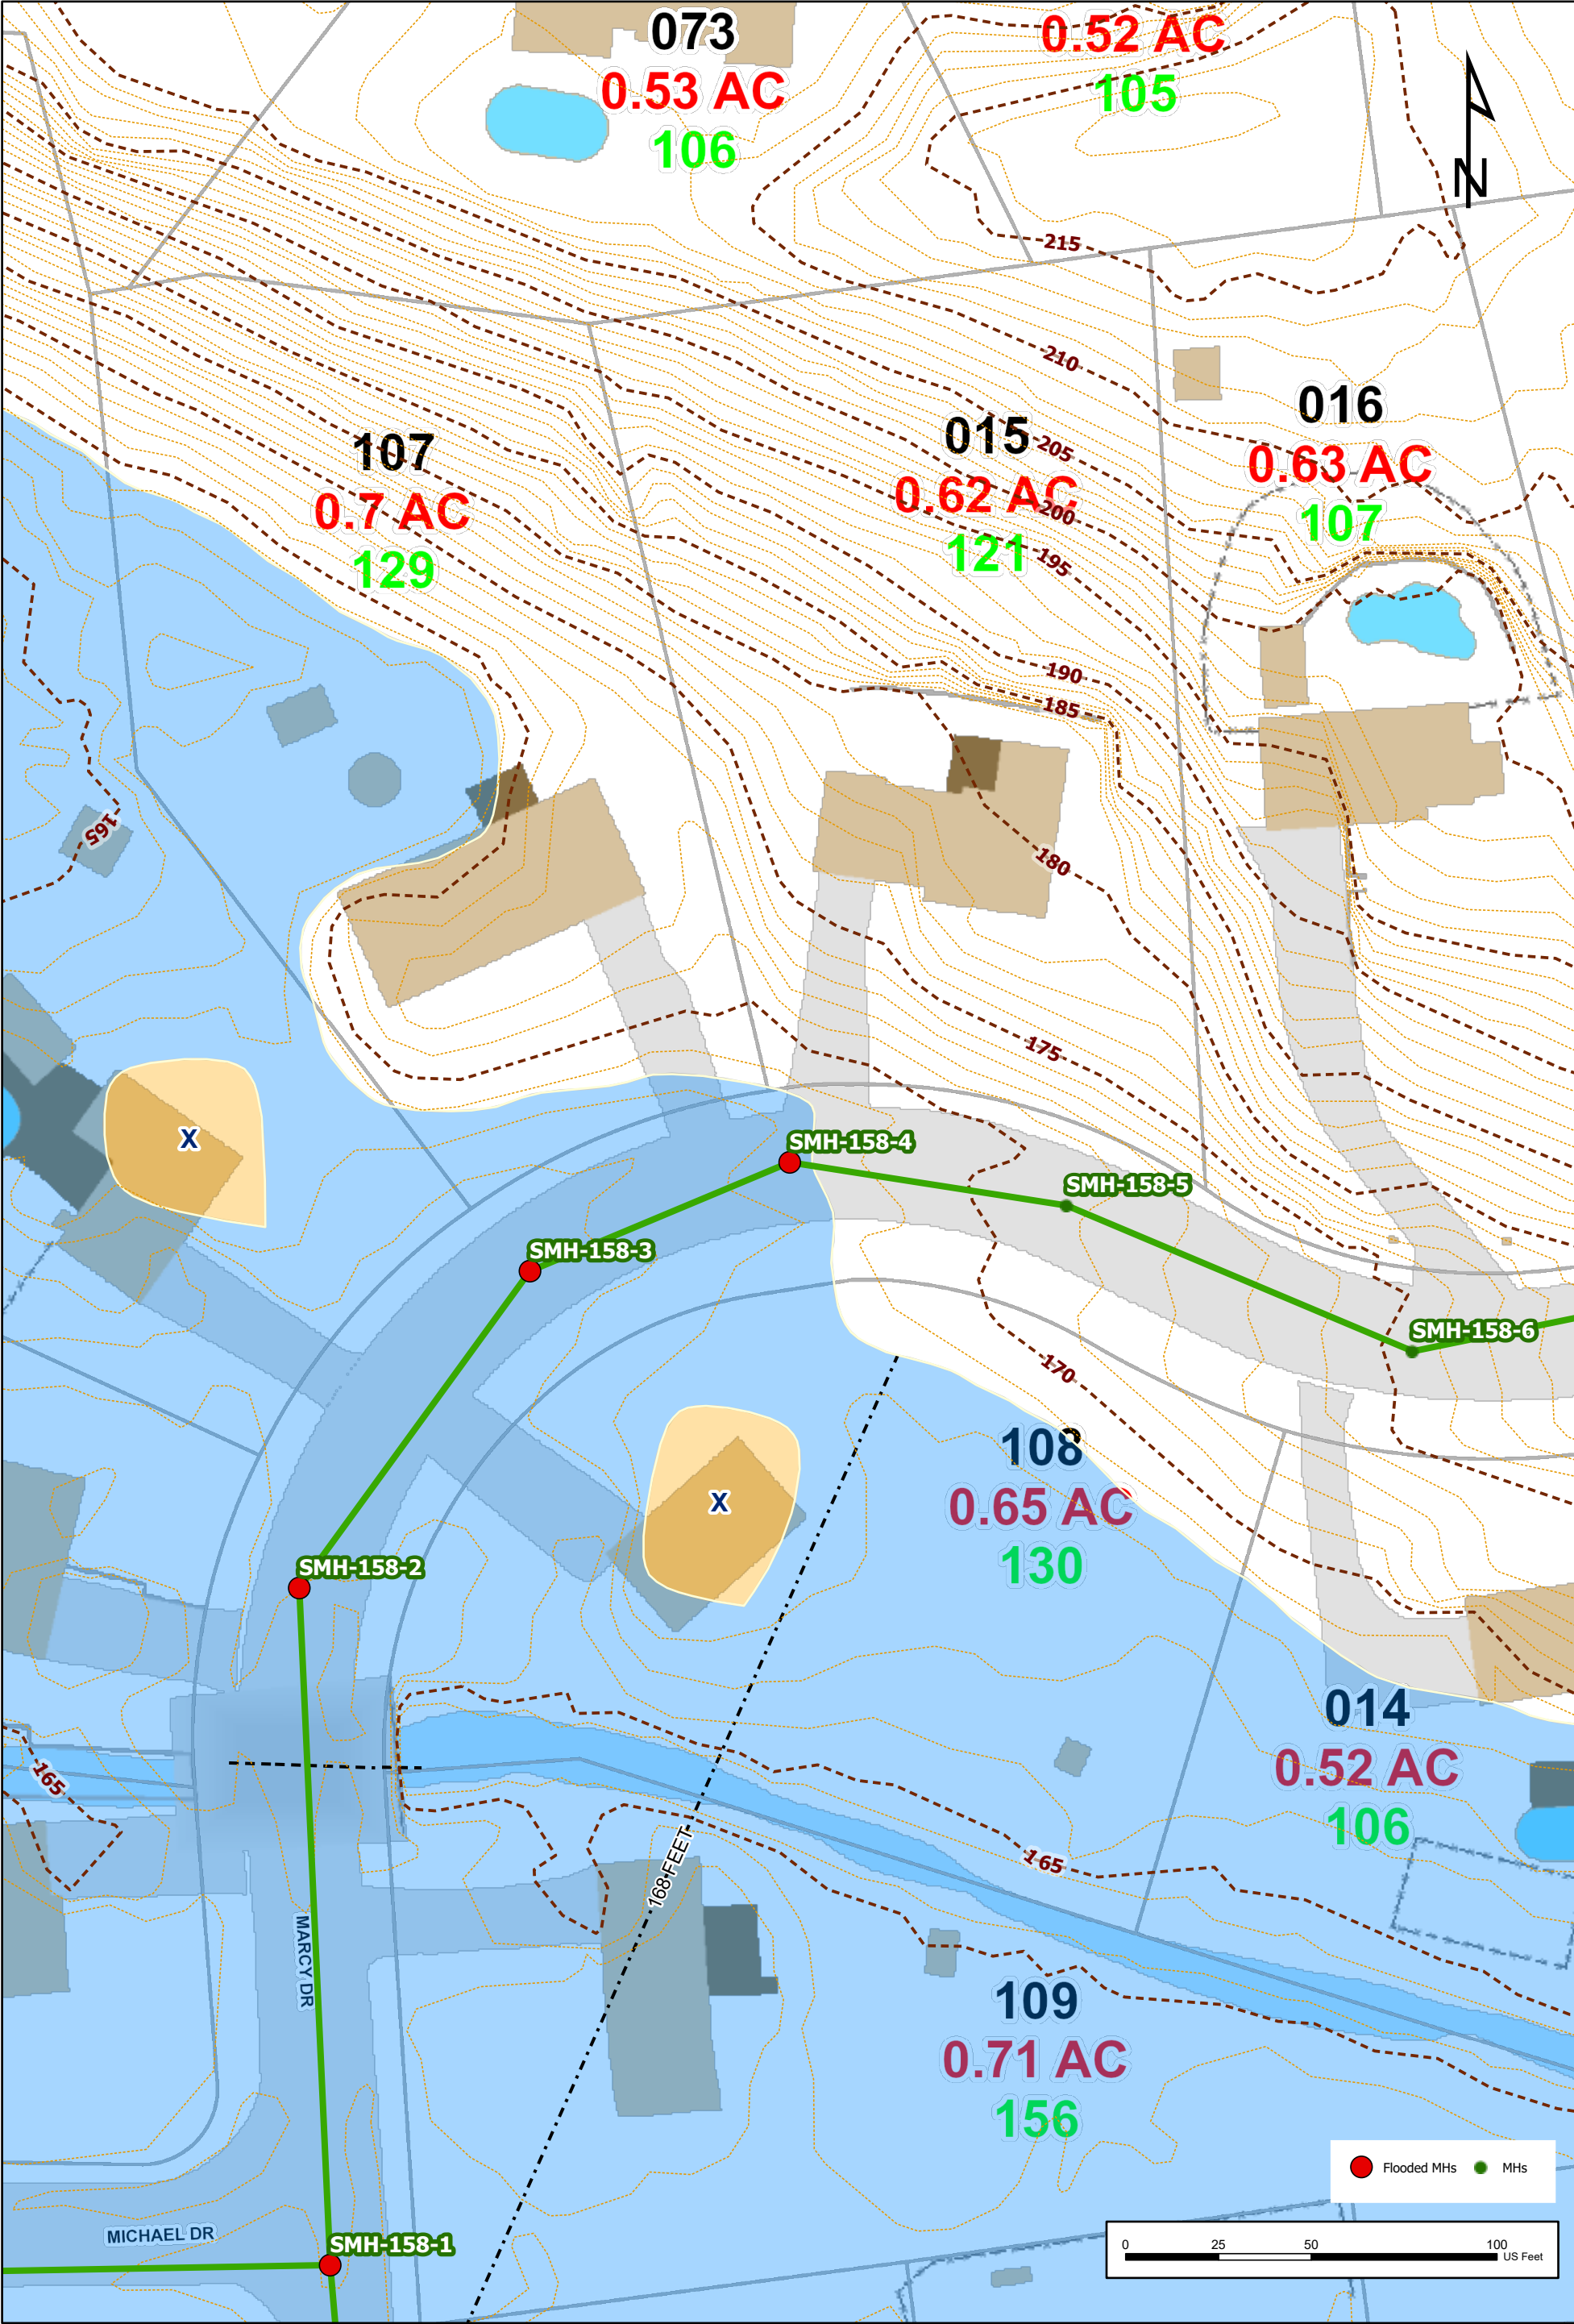 073
0.53 AC
106
0.52 AC
105
N
215
210
107
0.7 AC
129
015
0.62 AC
121
205
200
195
016
0.63 AC
107
190
185
165
180
175
X
SMH-158-4
SMH-158-5
SMH-158-3
SMH-158-6
170
108
0.65 AC
130
X
SMH-158-2
014
0.52 AC
106
165
165
168 FEET
MARCY DR
109
0.71 AC
156
Flooded MHs
MHs
MICHAEL DR
SMH-158-1
0 25 50 100
US Feet